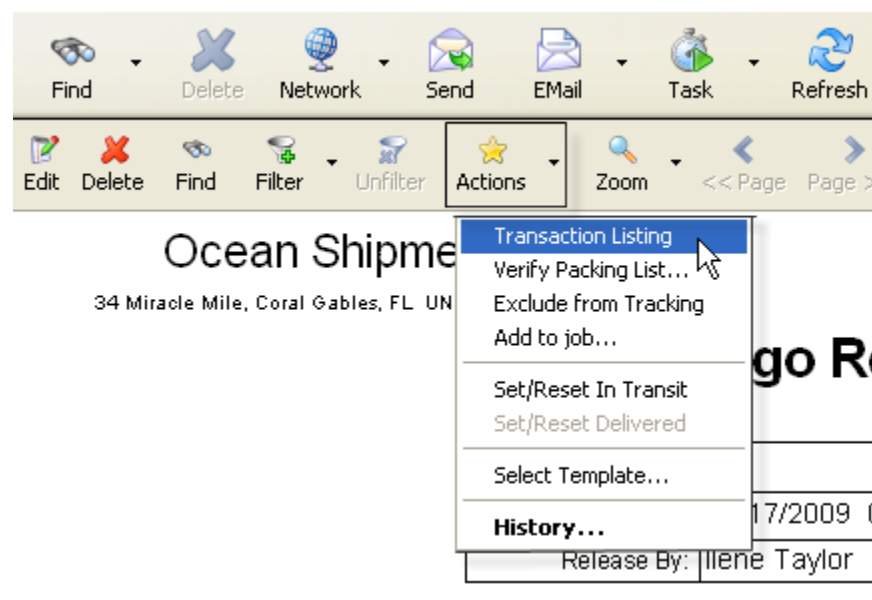 Find Delete Network Send EMail Task Refresh
Edit Delete Find Filter Unfilter Actions Zoom << Page Page >
Transaction Listing
Ocean Shipme
Verify Packing List...
34 Miracle Mile, Coral Gables, FL UN
Exclude from Tracking
Add to job...
go R
Set/Reset In Transit
Set/Reset Delivered
Select Template...
17/2009
History...
Release By: Ilene Taylor